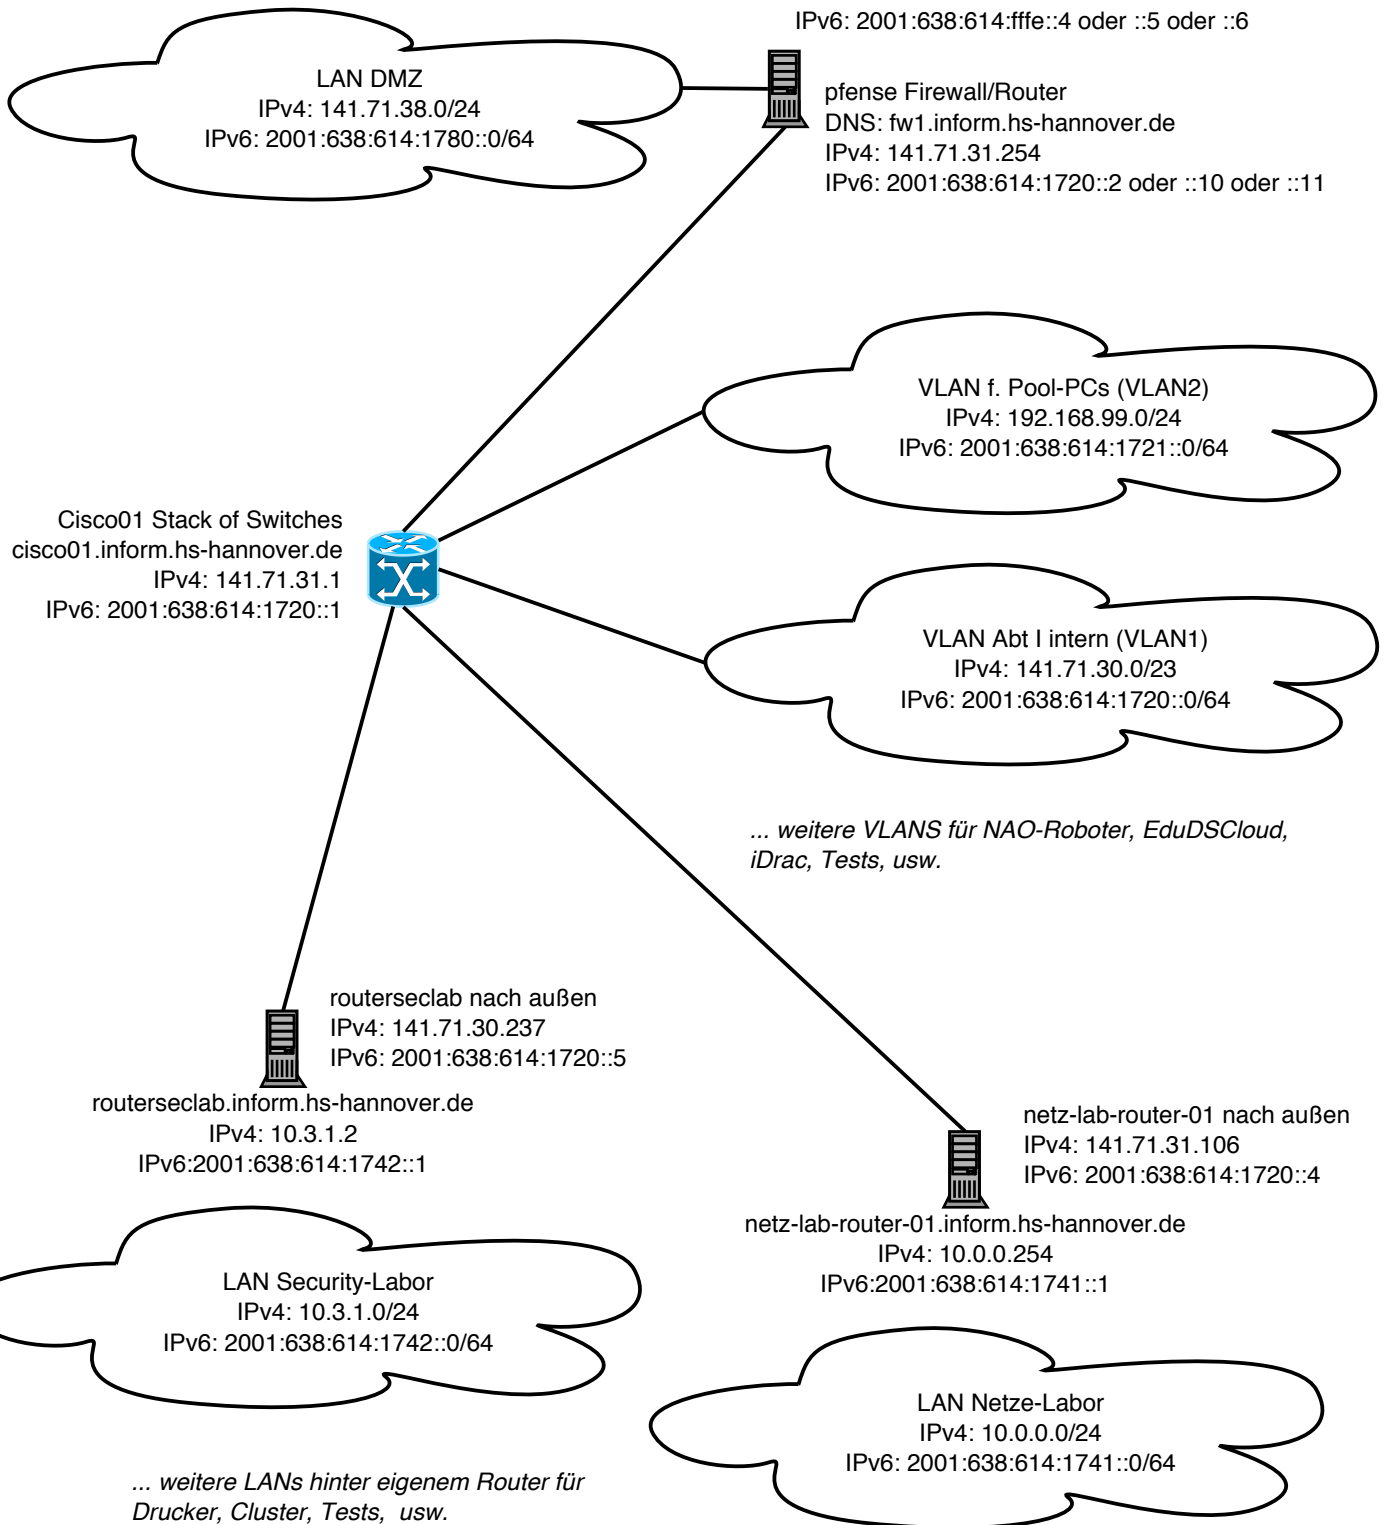 IPv6: 2001:638:614:fffe::4 oder ::5 oder ::6
LAN DMZ
IPv4: 141.71.38.0/24
IPv6: 2001:638:614:1780::0/64
pfense Firewall/Router
DNS: fw1.inform.hs-hannover.de
IPv4: 141.71.31.254
IPv6: 2001:638:614:1720::2 oder ::10 oder ::11
VLAN f. Pool-PCs (VLAN2)
IPv4: 192.168.99.0/24
IPv6: 2001:638:614:1721::0/64
Cisco01 Stack of Switches
cisco01.inform.hs-hannover.de
IPv4: 141.71.31.1
IPv6: 2001:638:614:1720::1
VLAN Abt I intern (VLAN1)
IPv4: 141.71.30.0/23
IPv6: 2001:638:614:1720::0/64
... weitere VLANS für NAO-Roboter, EduDSCloud,
iDrac, Tests, usw.
routerseclab nach außen
IPv4: 141.71.30.237
IPv6: 2001:638:614:1720::5
routerseclab.inform.hs-hannover.de
IPv4: 10.3.1.2
IPv6:2001:638:614:1742::1
netz-lab-router-01 nach außen
IPv4: 141.71.31.106
IPv6: 2001:638:614:1720::4
netz-lab-router-01.inform.hs-hannover.de
IPv4: 10.0.0.254
IPv6:2001:638:614:1741::1
LAN Security-Labor
IPv4: 10.3.1.0/24
IPv6: 2001:638:614:1742::0/64
LAN Netze-Labor
IPv4: 10.0.0.0/24
IPv6: 2001:638:614:1741::0/64
... weitere LANs hinter eigenem Router für
Drucker, Cluster, Tests, usw.